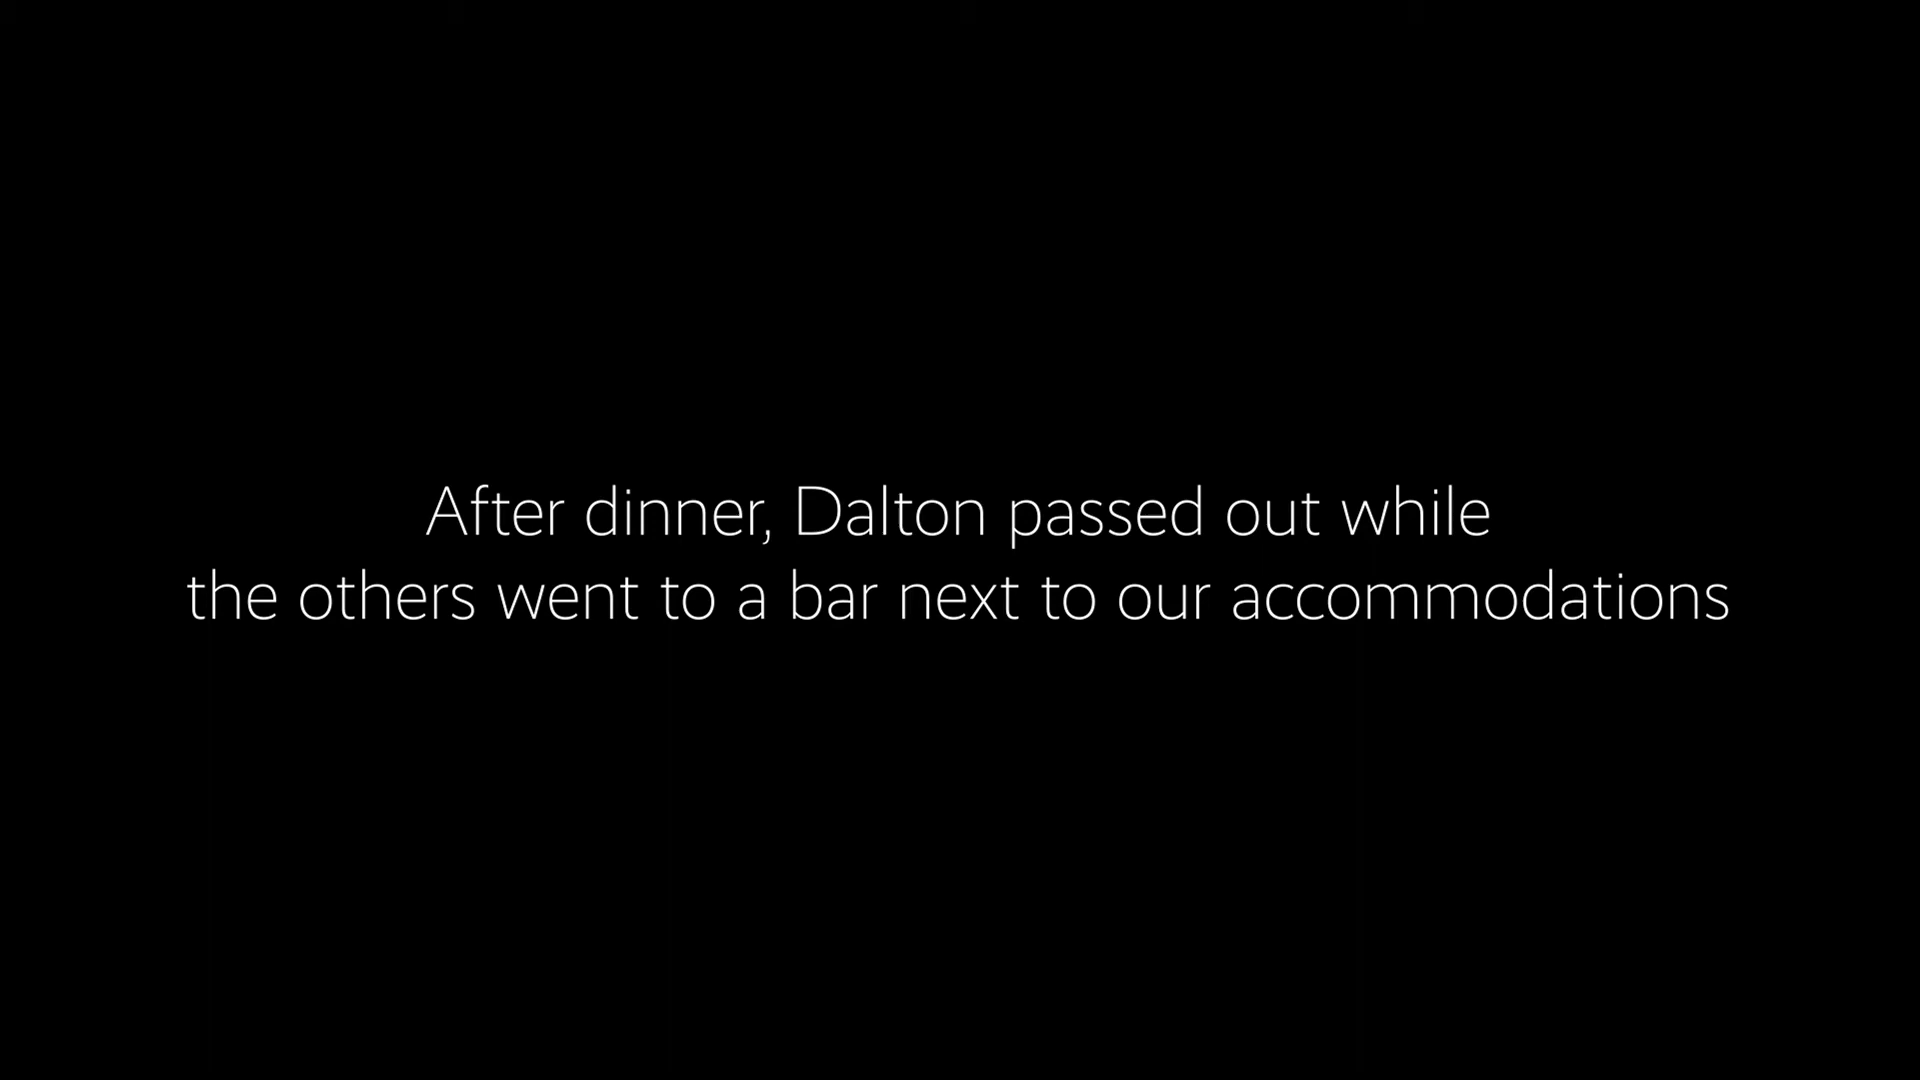 After dinner, Dalton passed out while
the others went to a bar next to our accommodations